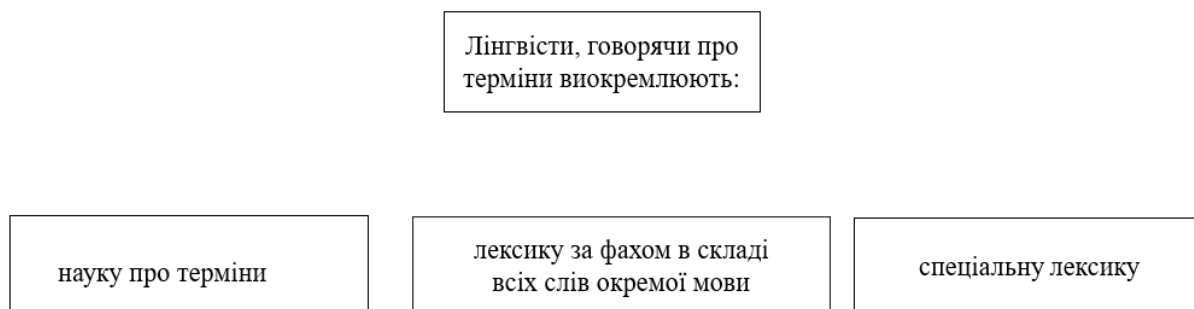 Лінгвісти, говорячи про
терміни виокремлюють:
науку про терміни
лексику за фахом в складі
всіх слів окремої мови
спеціальну лексику